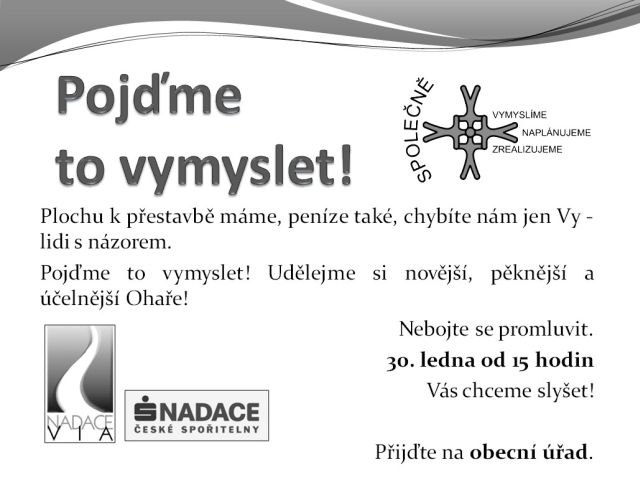 Pojďme
to vymyslet!
SPOLEČNĚ
VYMYSLÍME
NAPLÁNUJEME
ZREALIZUJEME
Plochu k přestavbě máme, peníze také, chybíte nám jen Vy -
lidi s názorem.
Pojďme to vymyslet! Udělejme si novější, pěknější a
účelnější Ohaře!
Nebojte se promluvit.
30. ledna od 15 hodin
Vás chceme slyšet!
NADACE
VIA
NADACE
ČESKÉ SPOŘITELNY
Přijďte na obecní úřad.